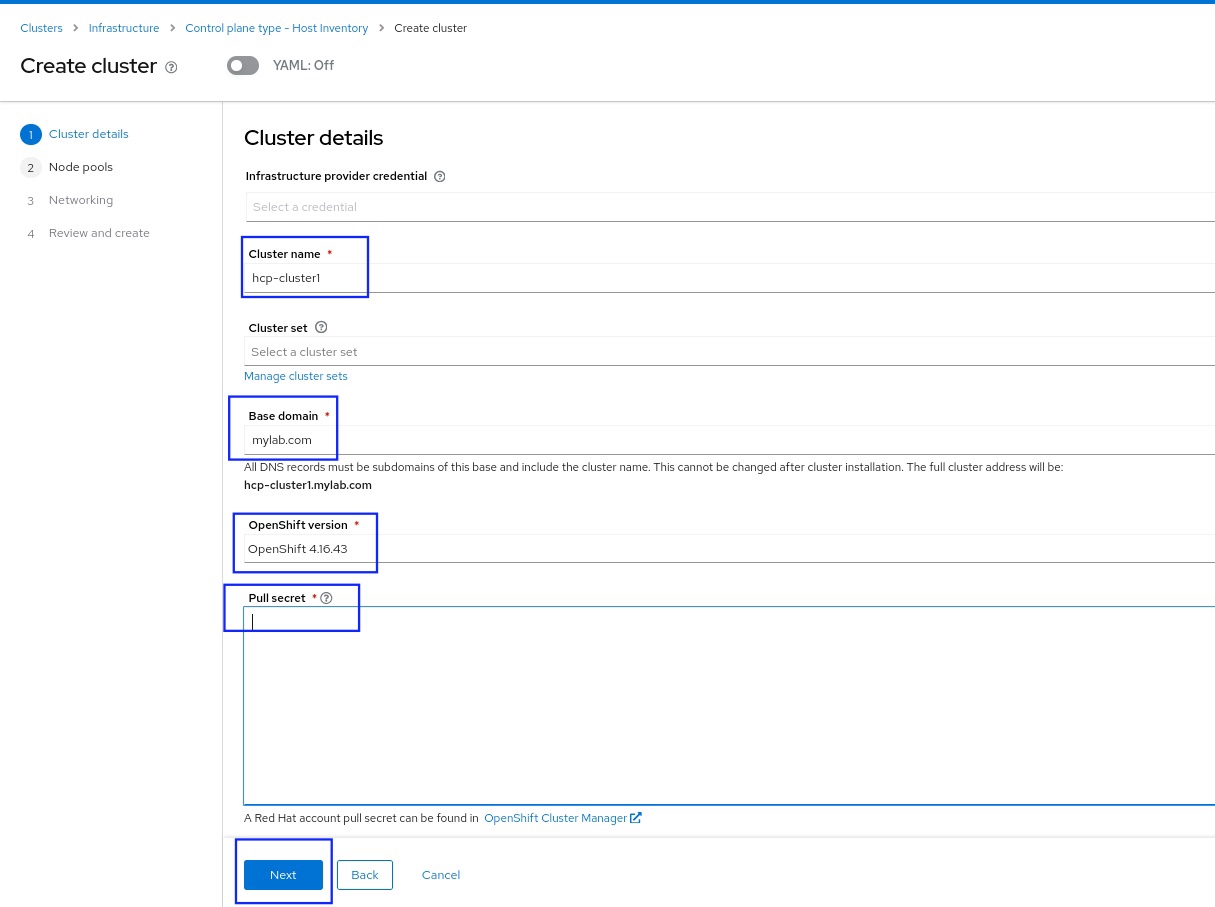 Clusters > Infrastructure > Control plane type - Host Inventory > Create cluster
Create cluster ? YAML: Off
1 Cluster details
2 Node pools
3 Networking
4 Review and create
Cluster details
Infrastructure provider credential ?
Select a credential
Cluster name *
hcp-cluster1
Cluster set ?
Select a cluster set
Manage cluster sets
Base domain *
mylab.com
All DNS records must be subdomains of this base and include the cluster name. This cannot be changed after cluster installation. The full cluster address will be:
hcp-cluster1.mylab.com
OpenShift version *
OpenShift 4.16.43
Pull secret * ?
A Red Hat account pull secret can be found in OpenShift Cluster Manager
Next Back Cancel